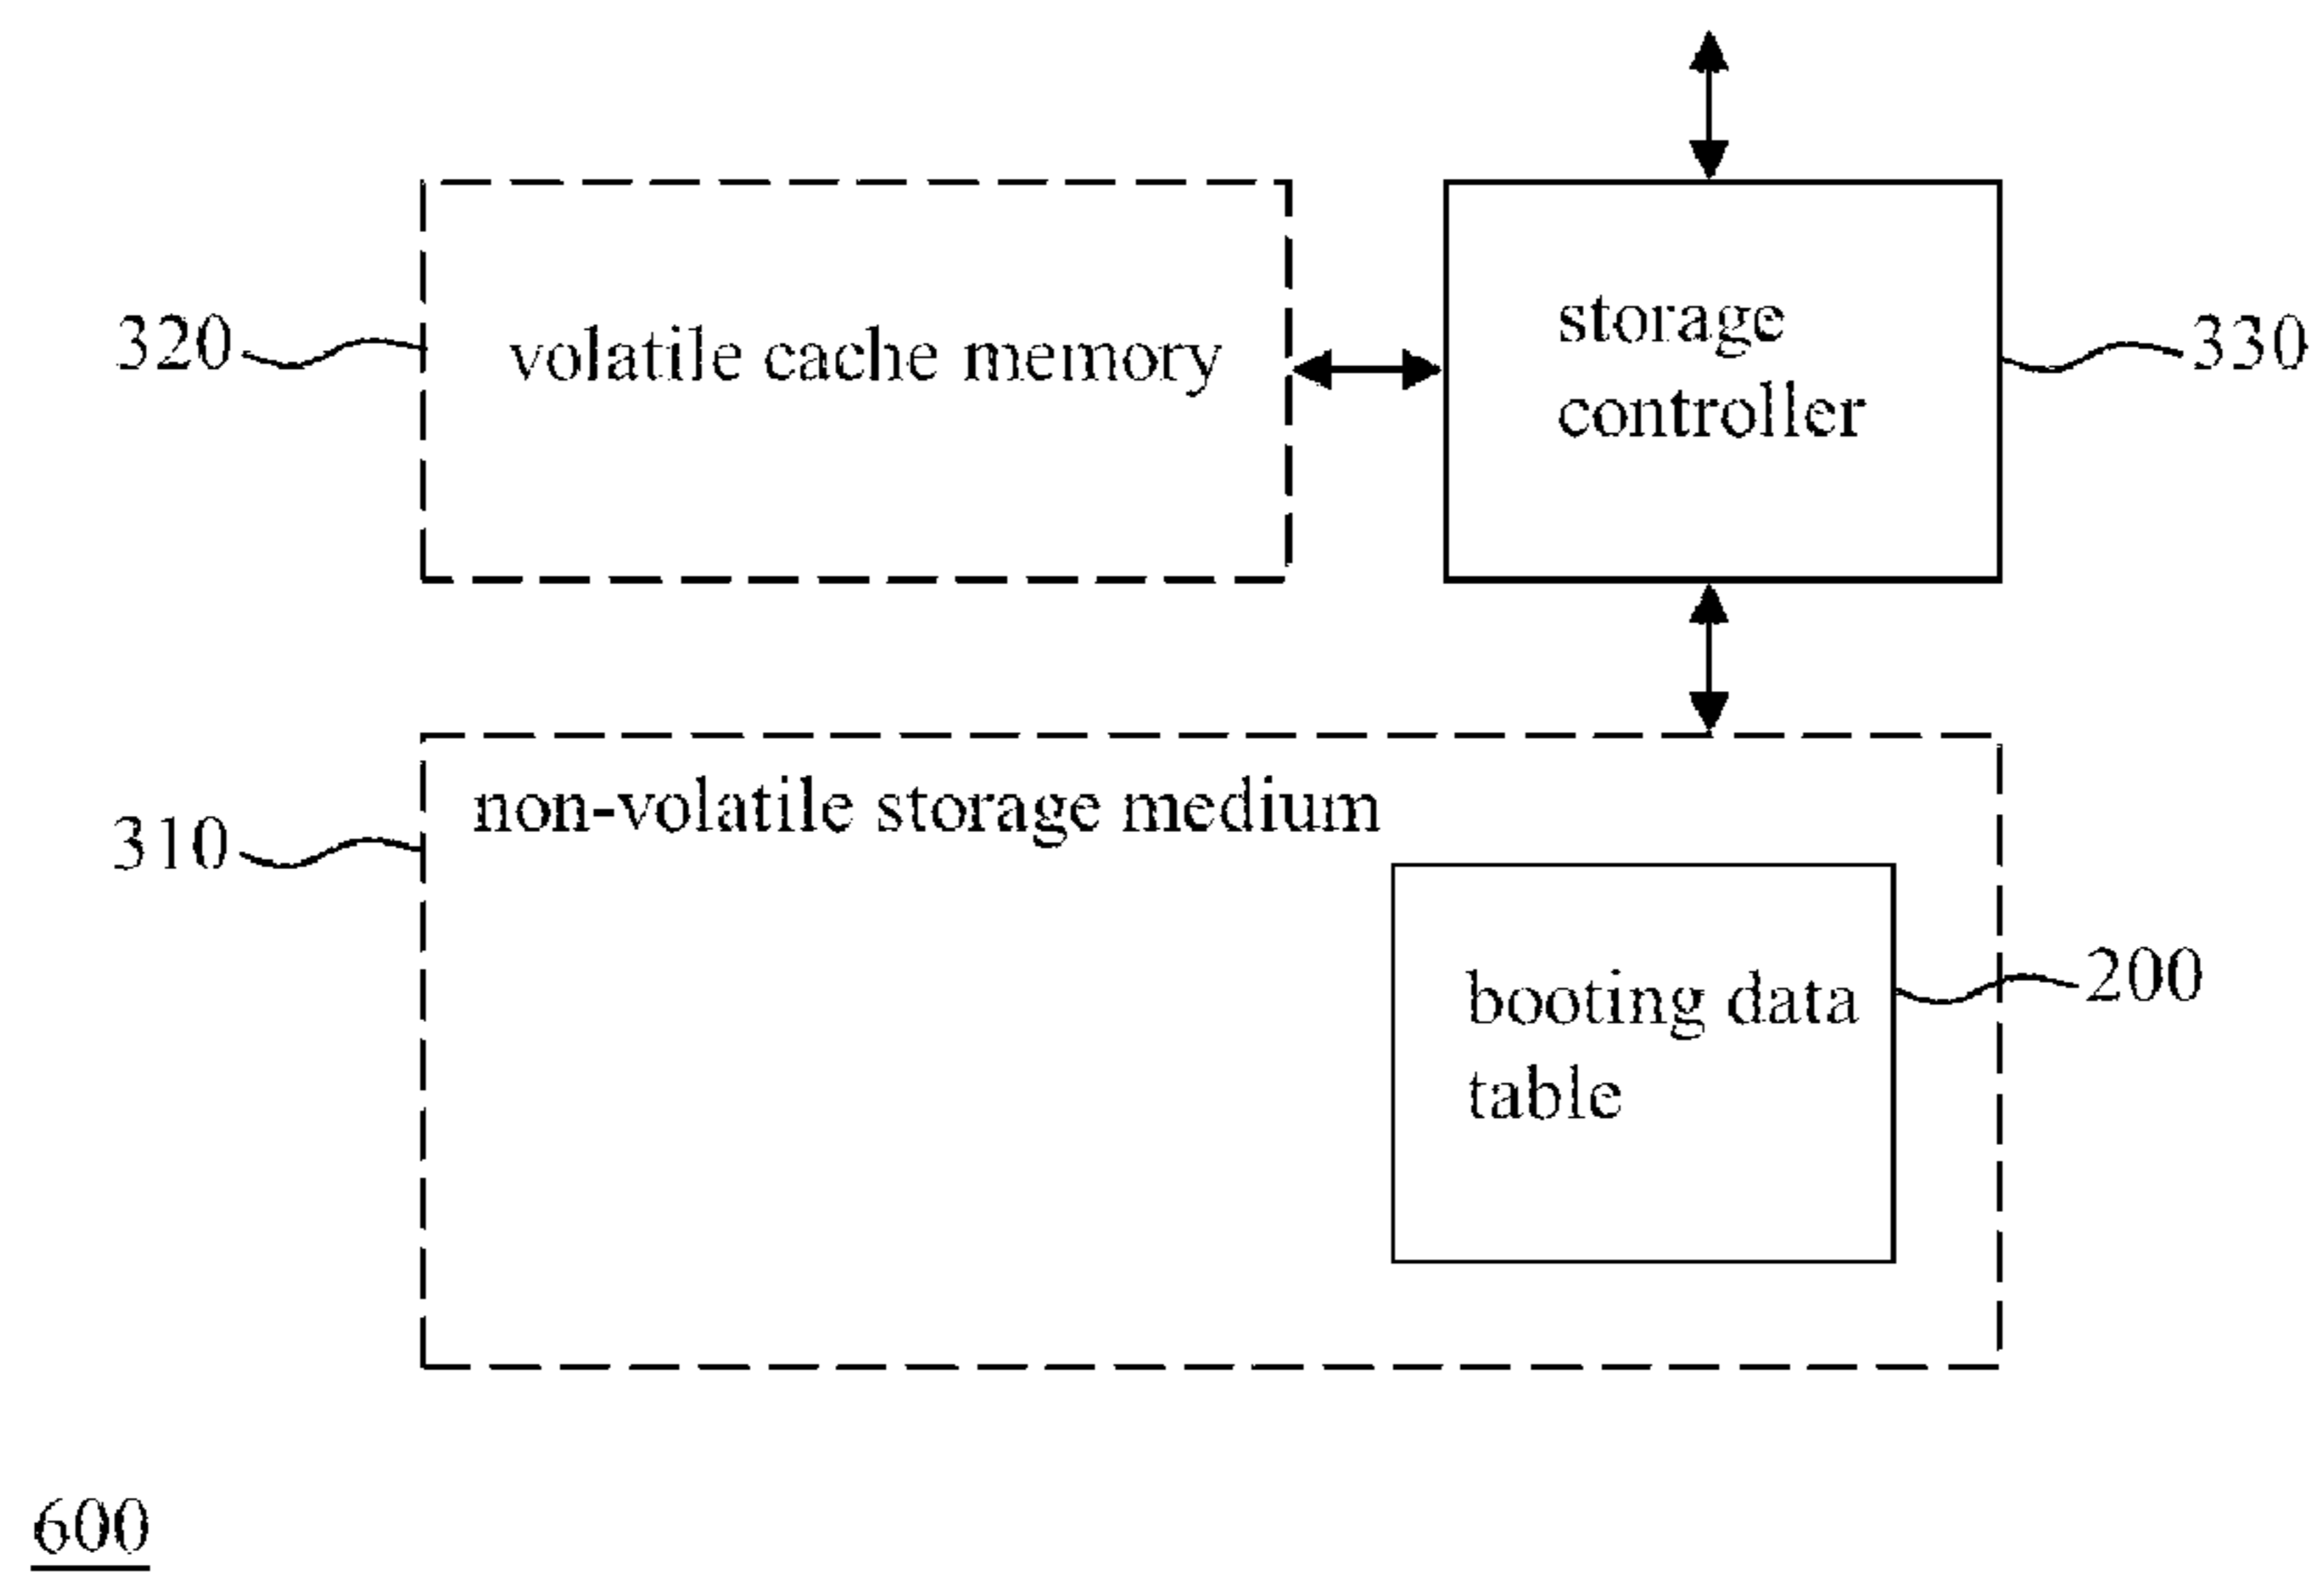 320
volatile cache memory
storage
controller
330
non-volatile storage medium
310
booting data
table
200
600